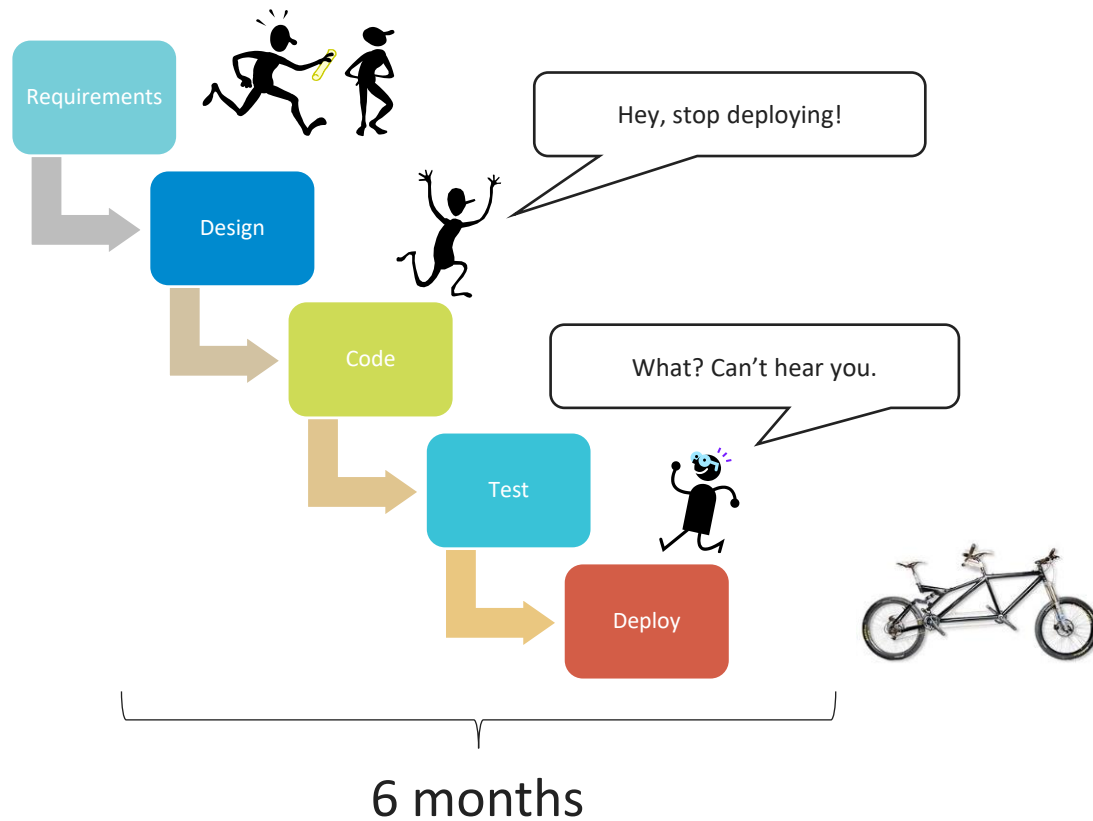 Requirements
Hey, stop deploying!
Design
Code
What? Can’t hear you.
Test
Deploy
6 months